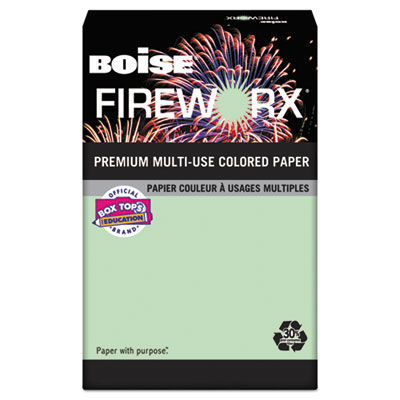 BOiSE
FIREWORX®
PREMIUM MULTI-USE COLORED PAPER
PAPIER COULEUR À USAGES MULTIPLES
OFFICIAL
BOX TOPS
EDUCATION
BRAND
30%
Paper with purpose.™